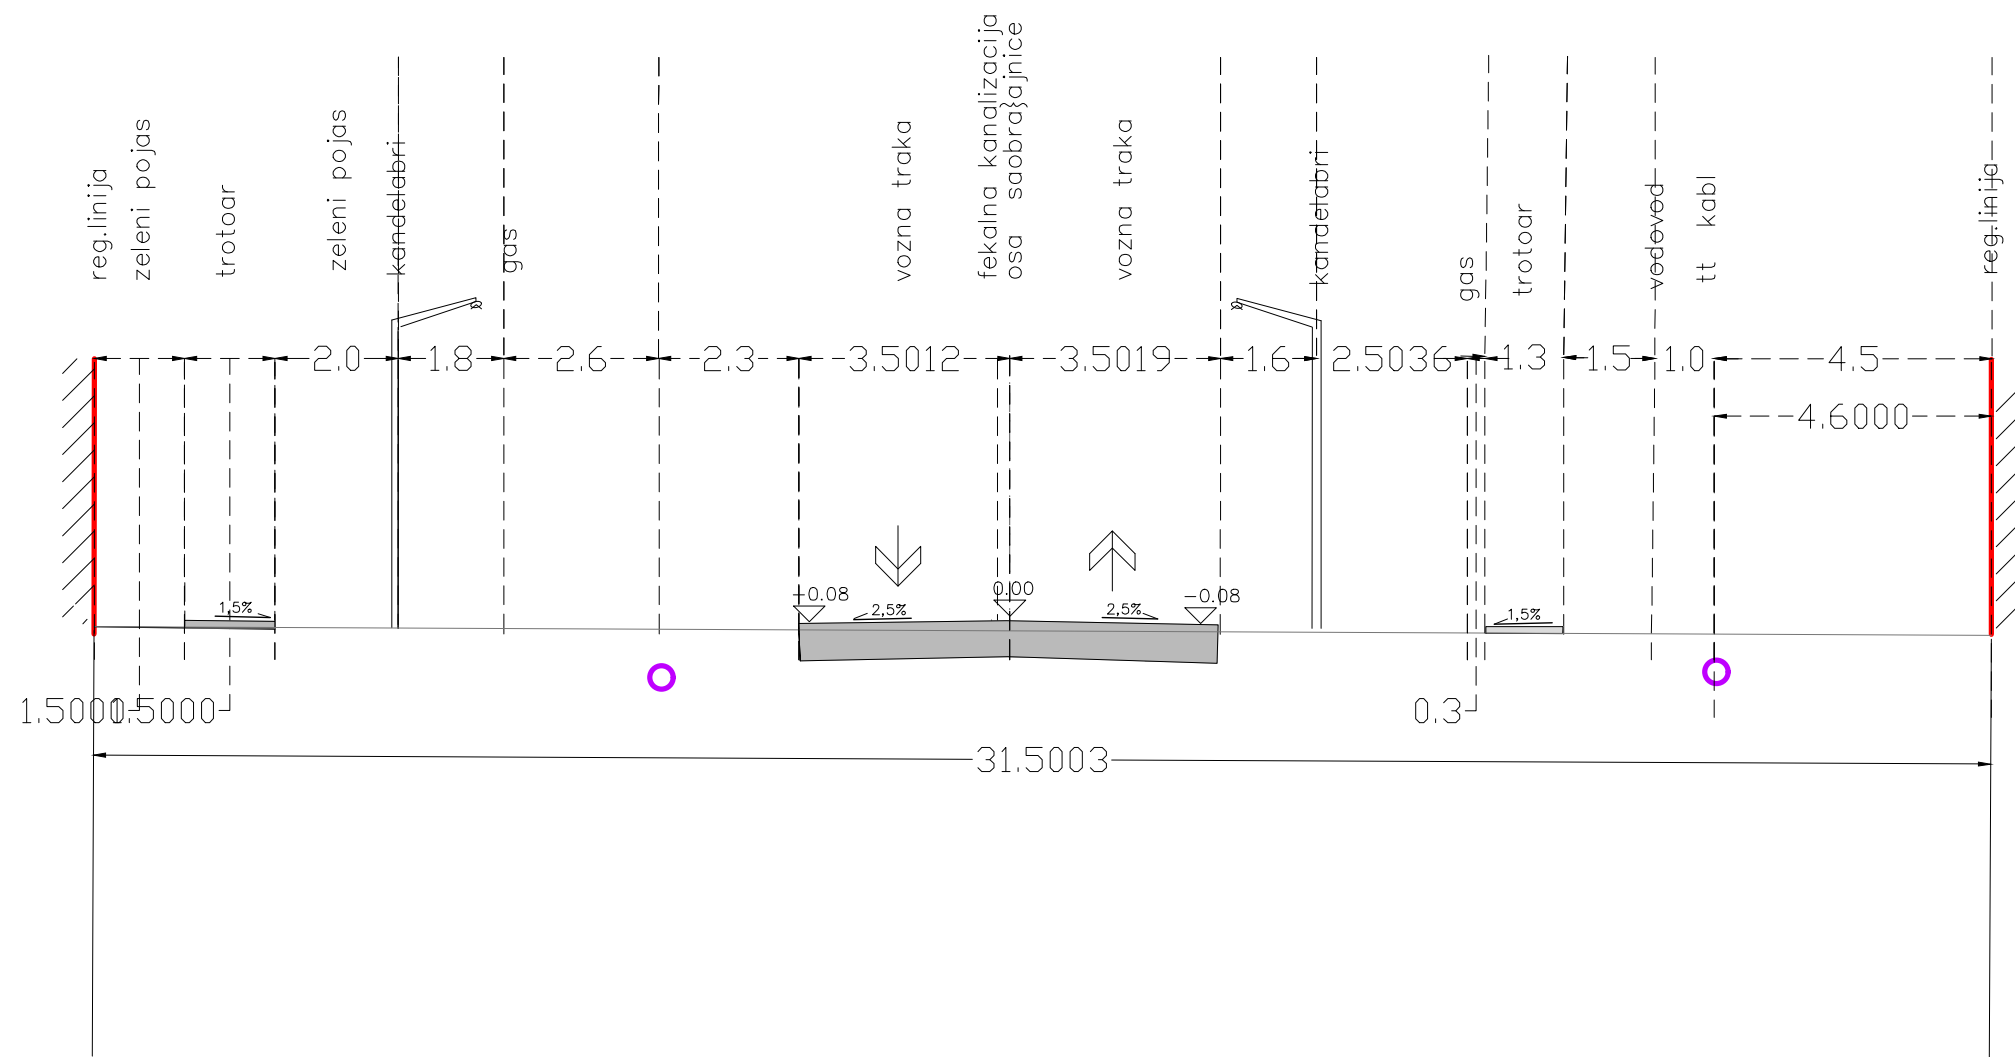 reg.linija
zeleni pojas
trotoar
zeleni pojas
kandelabri
gas
vozna traka
fekalna kanalizacija
osa saobra}ajnice
vozna traka
kandelabri
gas
trotoar
vodovod
tt kabl
reg.linija
2.0
1.8
2.6
2.3
3.5012
3.5019
1.6
2.5036
1.3
1.5
1.0
4.5
4.6000
+0.08
0.00
-0.08
1,5%
2,5%
2,5%
1,5%
1.5000
1.5000
0.3
31.5003